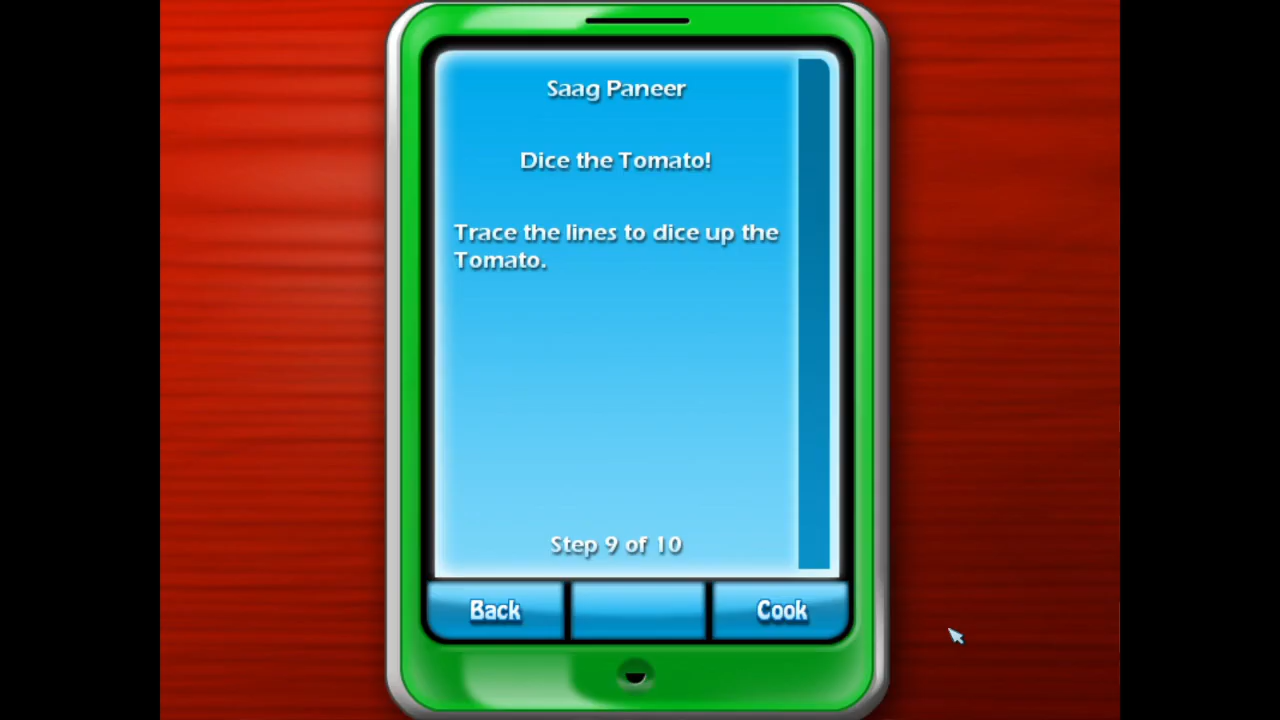 Saag Paneer
Dice the Tomato!
Trace the lines to dice up the
Tomato.
Step 9 of 10
Back
Cook